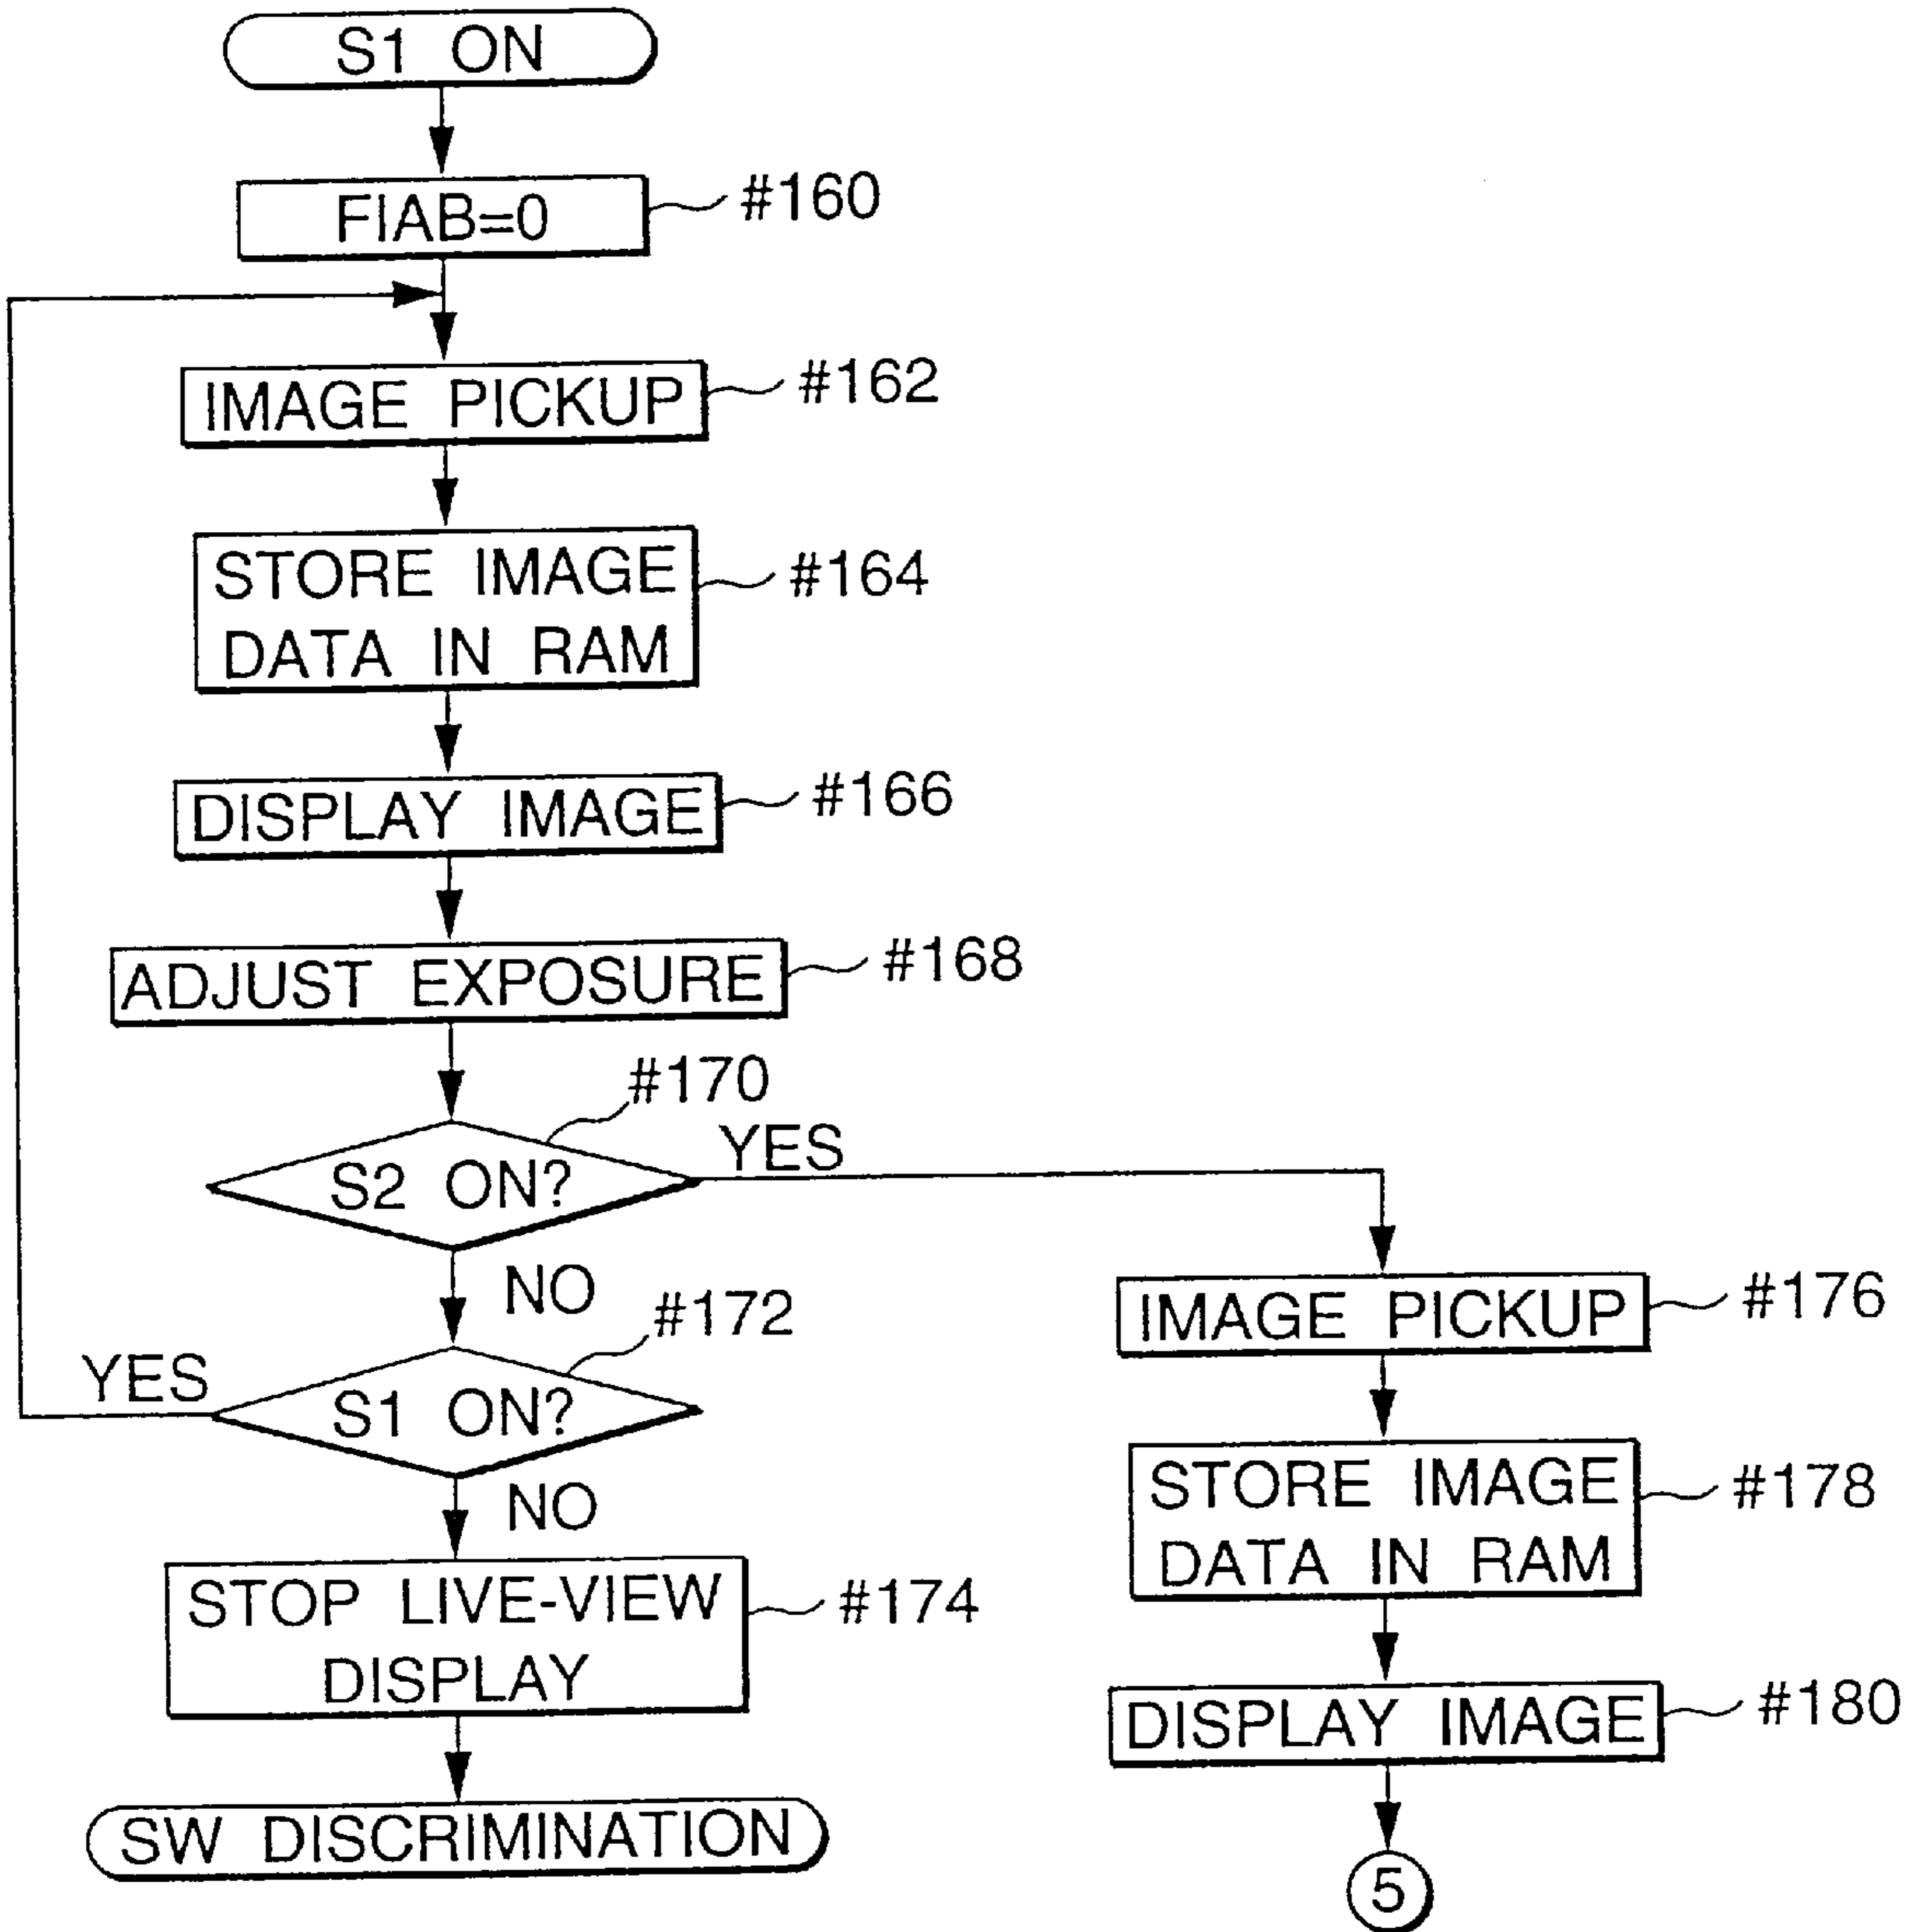 S1 ON
FIAB=0
#160
IMAGE PICKUP
#162
STORE IMAGE
DATA IN RAM
#164
DISPLAY IMAGE
#166
ADJUST EXPOSURE
#168
#170
S2 ON?
YES
NO
#172
YES
S1 ON?
NO
STOP LIVE-VIEW
DISPLAY
#174
SW DISCRIMINATION
IMAGE PICKUP
#176
STORE IMAGE
DATA IN RAM
#178
DISPLAY IMAGE
#180
5